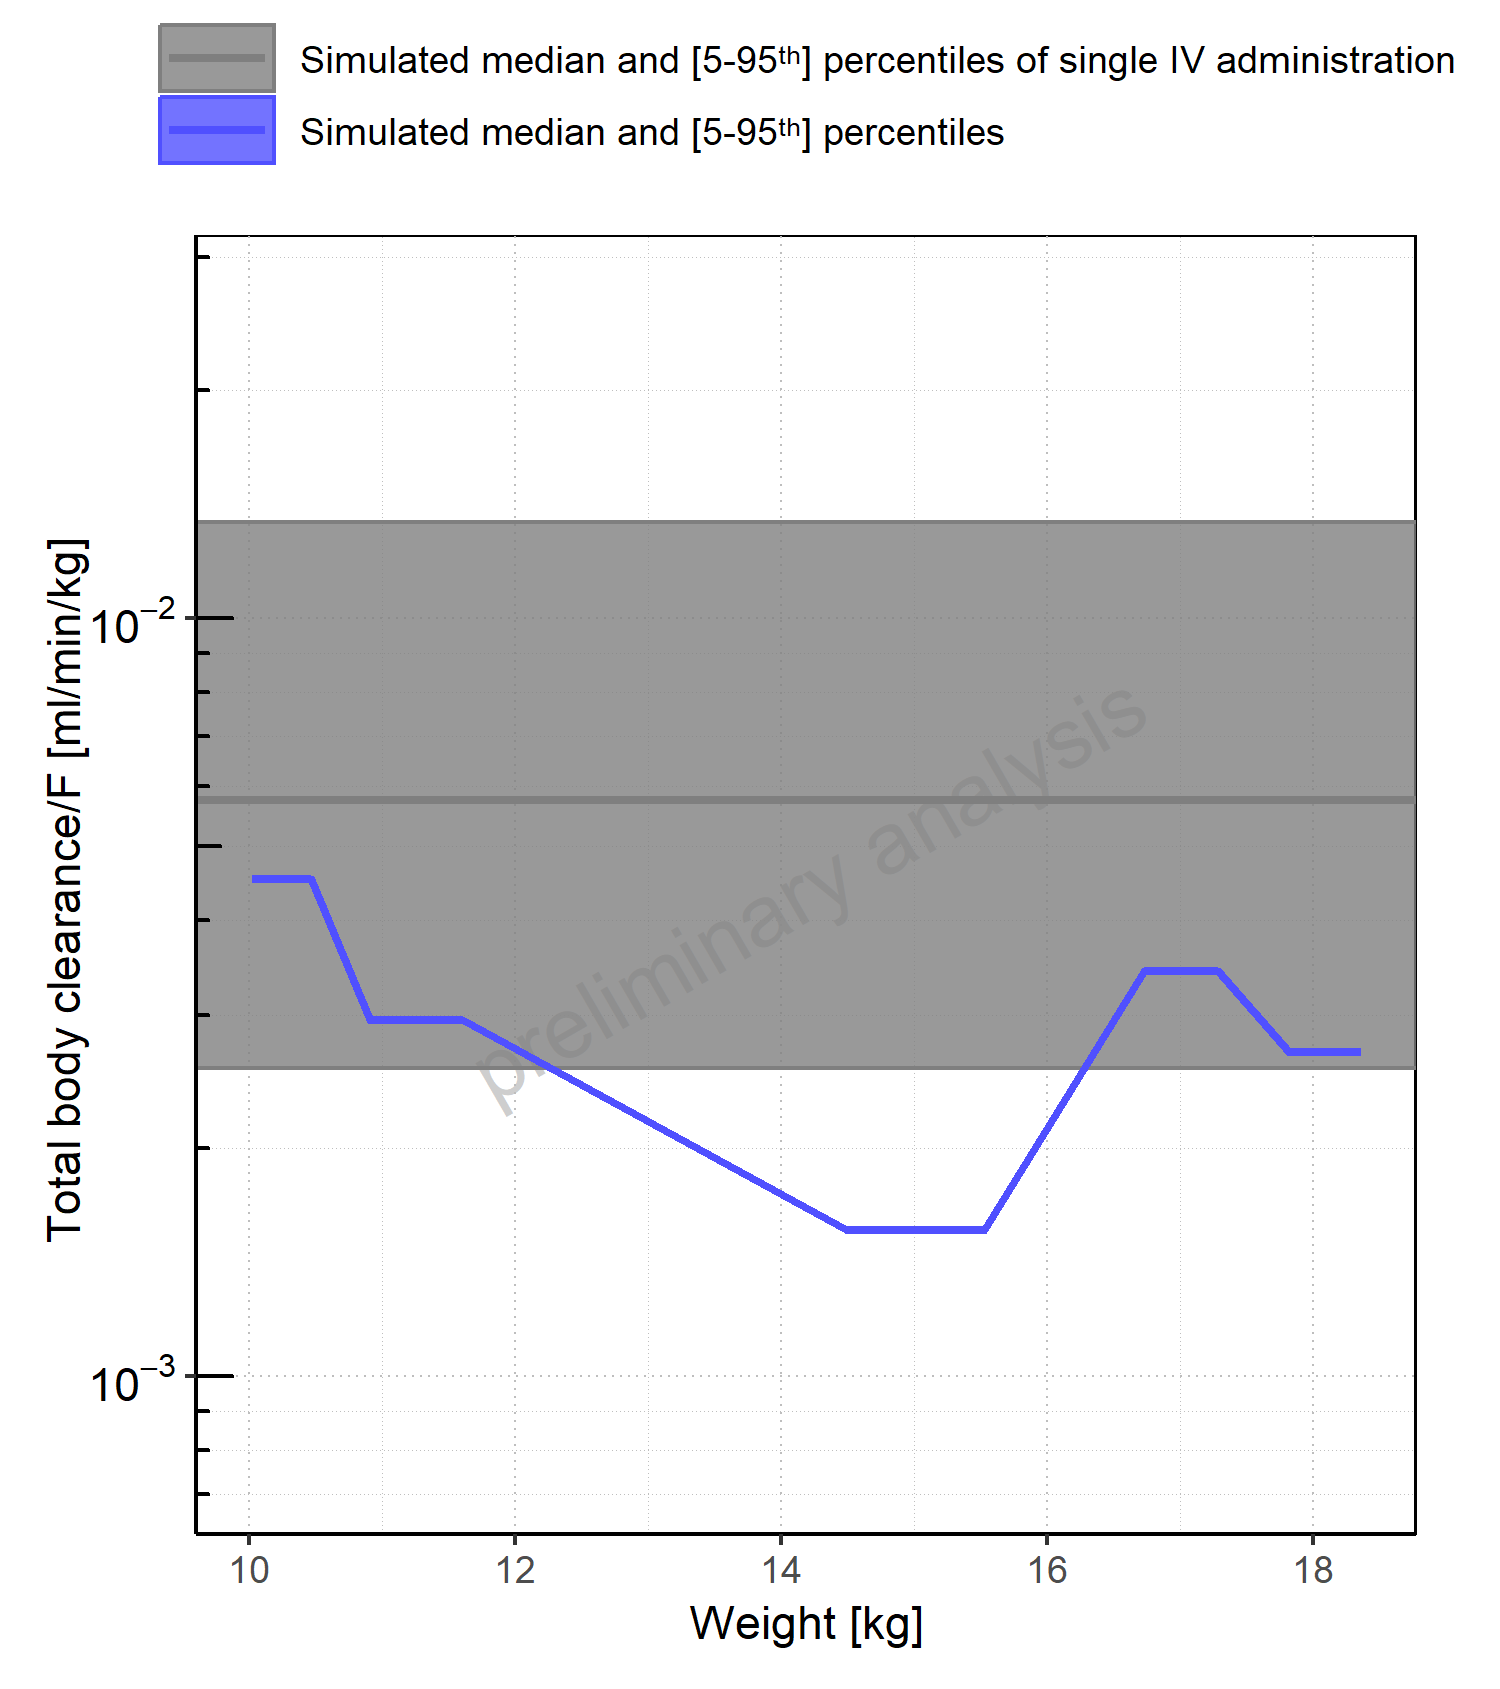 Simulated median and [5-95ᵗʰ] percentiles of single IV administration
Simulated median and [5-95ᵗʰ] percentiles
Total body clearance/F [ml/min/kg]
10⁻²
10⁻³
preliminary analysis
10 12 14 16 18
Weight [kg]